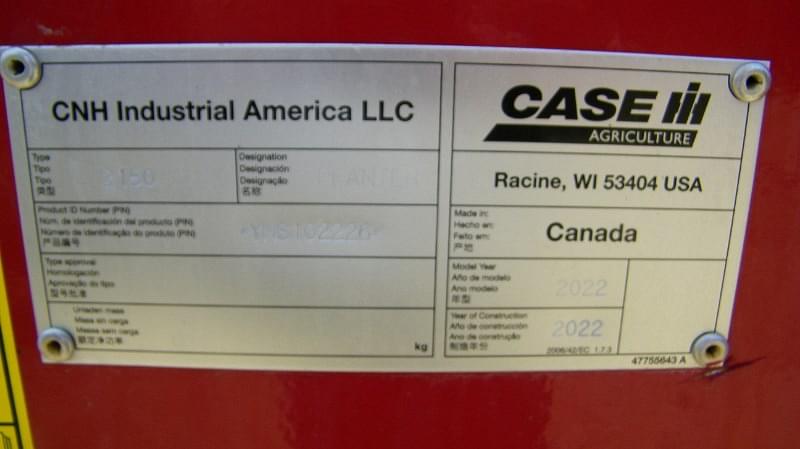 CNH Industrial America LLC
CASE IH
AGRICULTURE
Type
Tipo
Tipo
类型
2150
Designation
Designación
Designação
名称
PLANTER
Racine, WI 53404 USA
Product ID Number (PIN)
Núm. de identificación del producto (PIN)
Número de identificação do produto (PIN)
产品编号
*YNS102226*
Made in:
Hecho en:
Feito em:
产地
Canada
Type approval
Homologación
Aprovação do tipo
型号批准
Model Year
Año de modelo
Ano modelo
年型
2022
Unladen mass
Masa sin carga
Massa sem carga
额定净功率
kg
Year of Construction
Año de construcción
Ano de construção
制造年份
2022
2006/42/EC 1.7.3
47755643 A